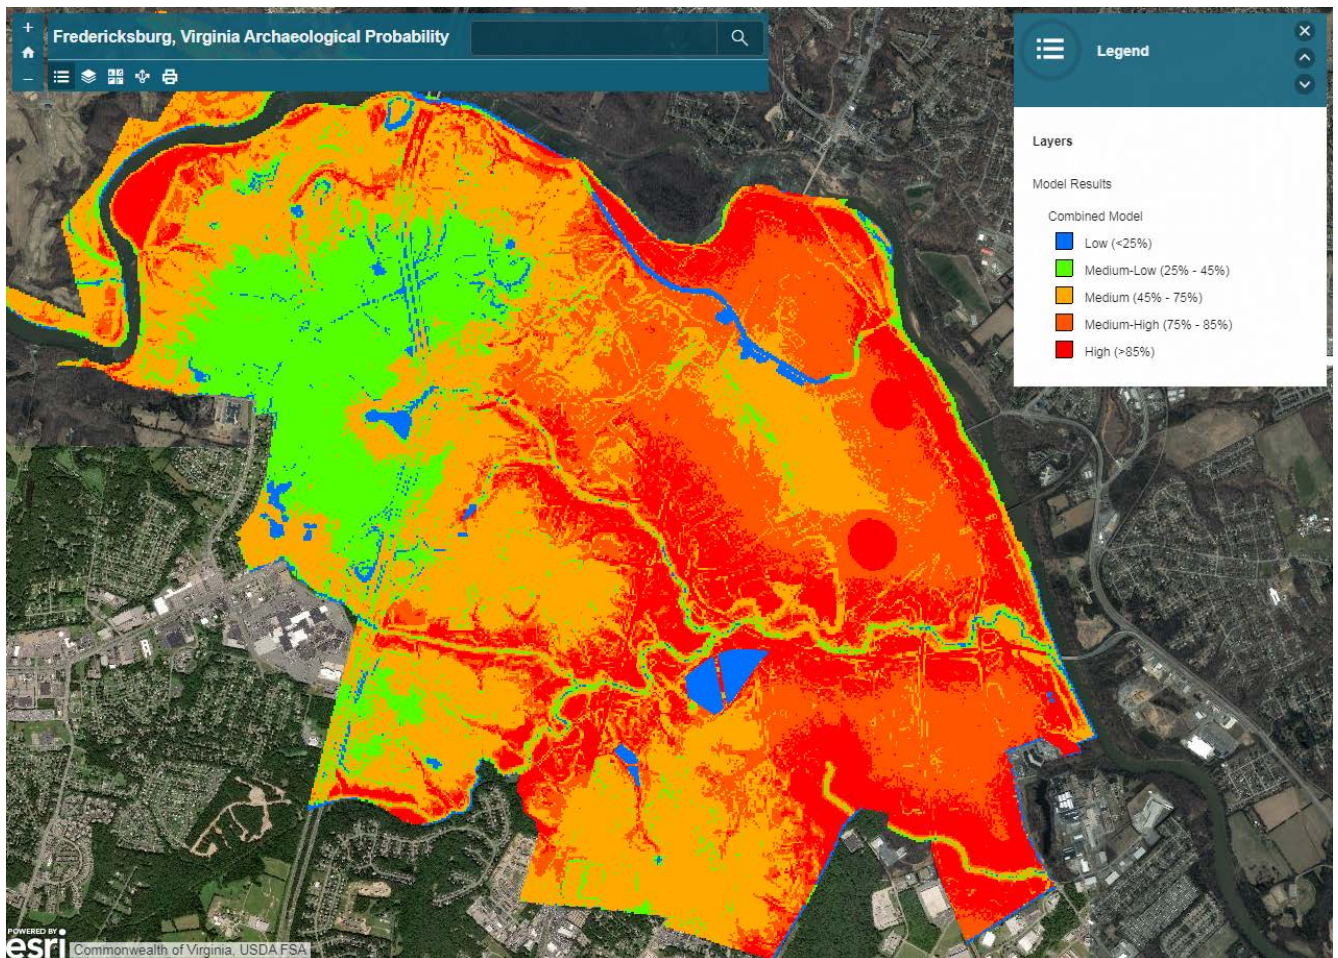 Fredericksburg, Virginia Archaeological Probability
Legend
Layers
Model Results
Combined Model
Low (<25%)
Medium-Low (25% - 45%)
Medium (45% - 75%)
Medium-High (75% - 85%)
High (>85%)
POWERED BY
esri
Commonwealth of Virginia, USDA FSA